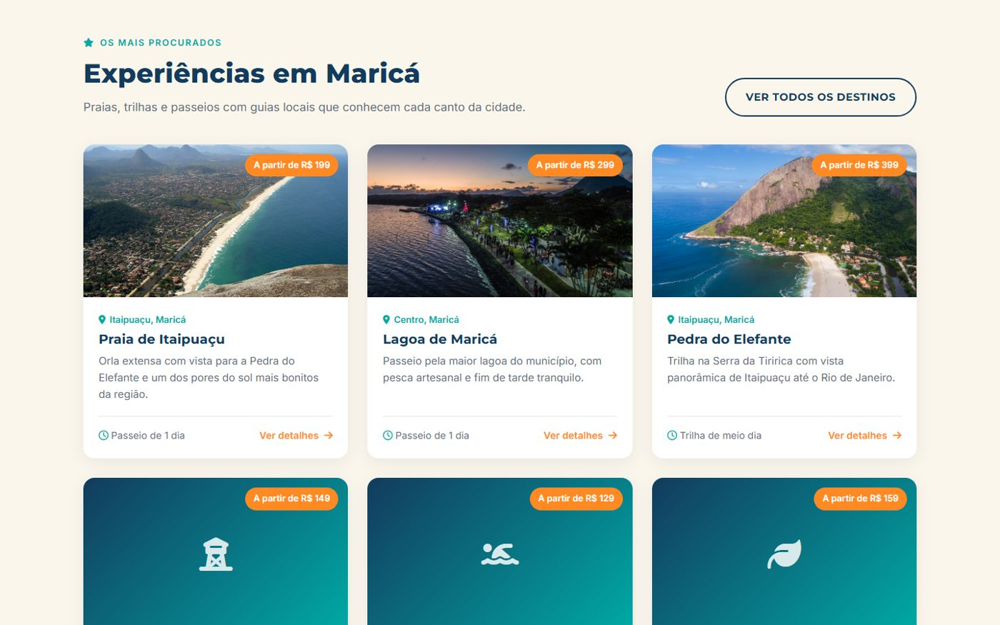 OS MAIS PROCURADOS
Experiências em Maricá
Praias, trilhas e passeios com guias locais que conhecem cada canto da cidade.
VER TODOS OS DESTINOS
A partir de R$ 199
Itaipuaçu, Maricá
Praia de Itaipuaçu
Orla extensa com vista para a Pedra do
Elefante e um dos pores do sol mais bonitos
da região.
Passeio de 1 dia
Ver detalhes
A partir de R$ 299
Centro, Maricá
Lagoa de Maricá
Passeio pela maior lagoa do município, com
pesca artesanal e fim de tarde tranquilo.
Passeio de 1 dia
Ver detalhes
A partir de R$ 399
Itaipuaçu, Maricá
Pedra do Elefante
Trilha na Serra da Tiririca com vista
panorâmica de Itaipuaçu até o Rio de Janeiro.
Trilha de meio dia
Ver detalhes
A partir de R$ 149
A partir de R$ 129
A partir de R$ 159